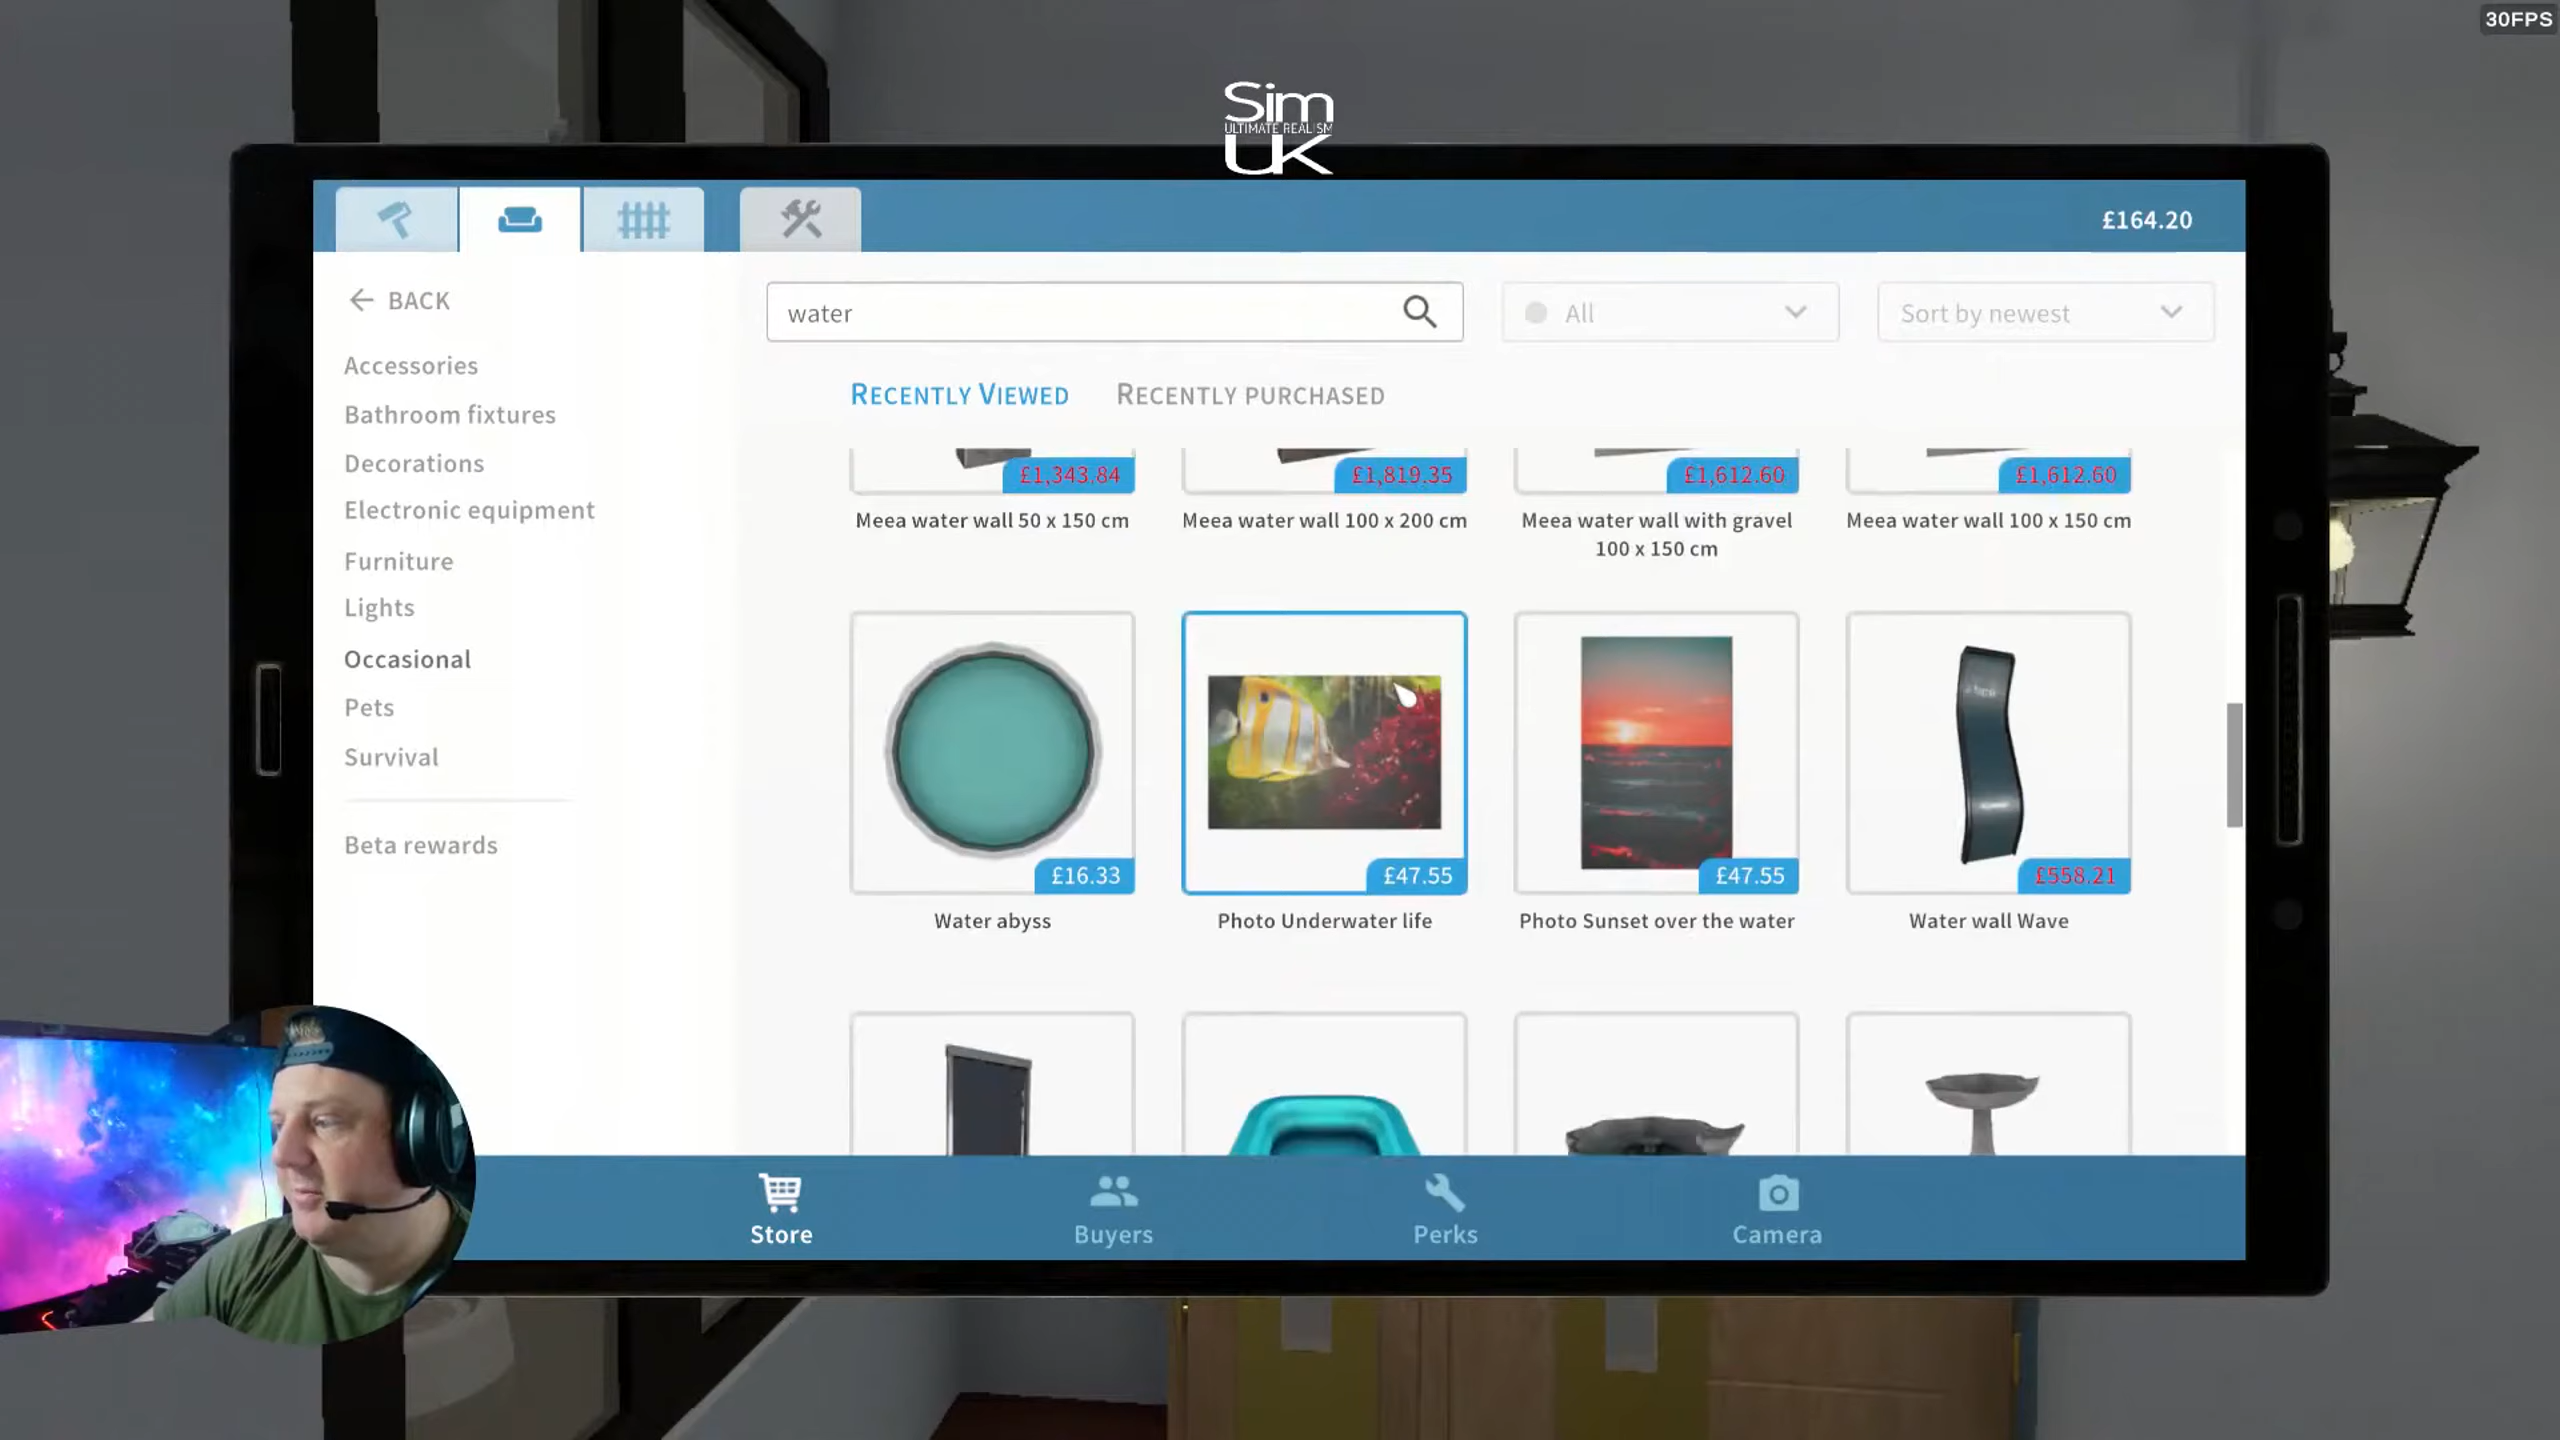 30FPS
Sim
ULTIMATE REALISM
UK
£164.20
BACK
water
All
Sort by newest
Accessories
Bathroom fixtures
Decorations
Electronic equipment
Furniture
Lights
Occasional
Pets
Survival
Beta rewards
RECENTLY VIEWED RECENTLY PURCHASED
£1,343.84 £1,819.35 £1,612.60 £1,612.60
Meea water wall 50 x 150 cm
Meea water wall 100 x 200 cm
Meea water wall with gravel
100 x 150 cm
Meea water wall 100 x 150 cm
£16.33 £47.55 £47.55 £558.21
Water abyss
Photo Underwater life
Photo Sunset over the water
Water wall Wave
Store Buyers Perks Camera